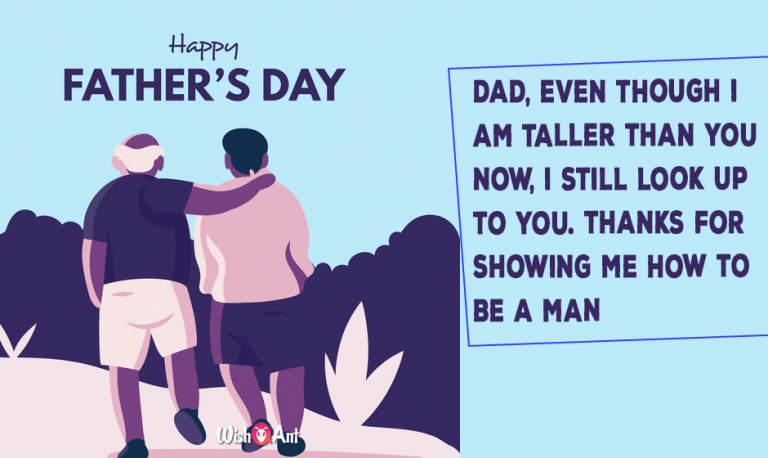 Happy
FATHER'S DAY
DAD, EVEN THOUGH I
AM TALLER THAN YOU
NOW, I STILL LOOK UP
TO YOU. THANKS FOR
SHOWING ME HOW TO
BE A MAN
Wish Ant